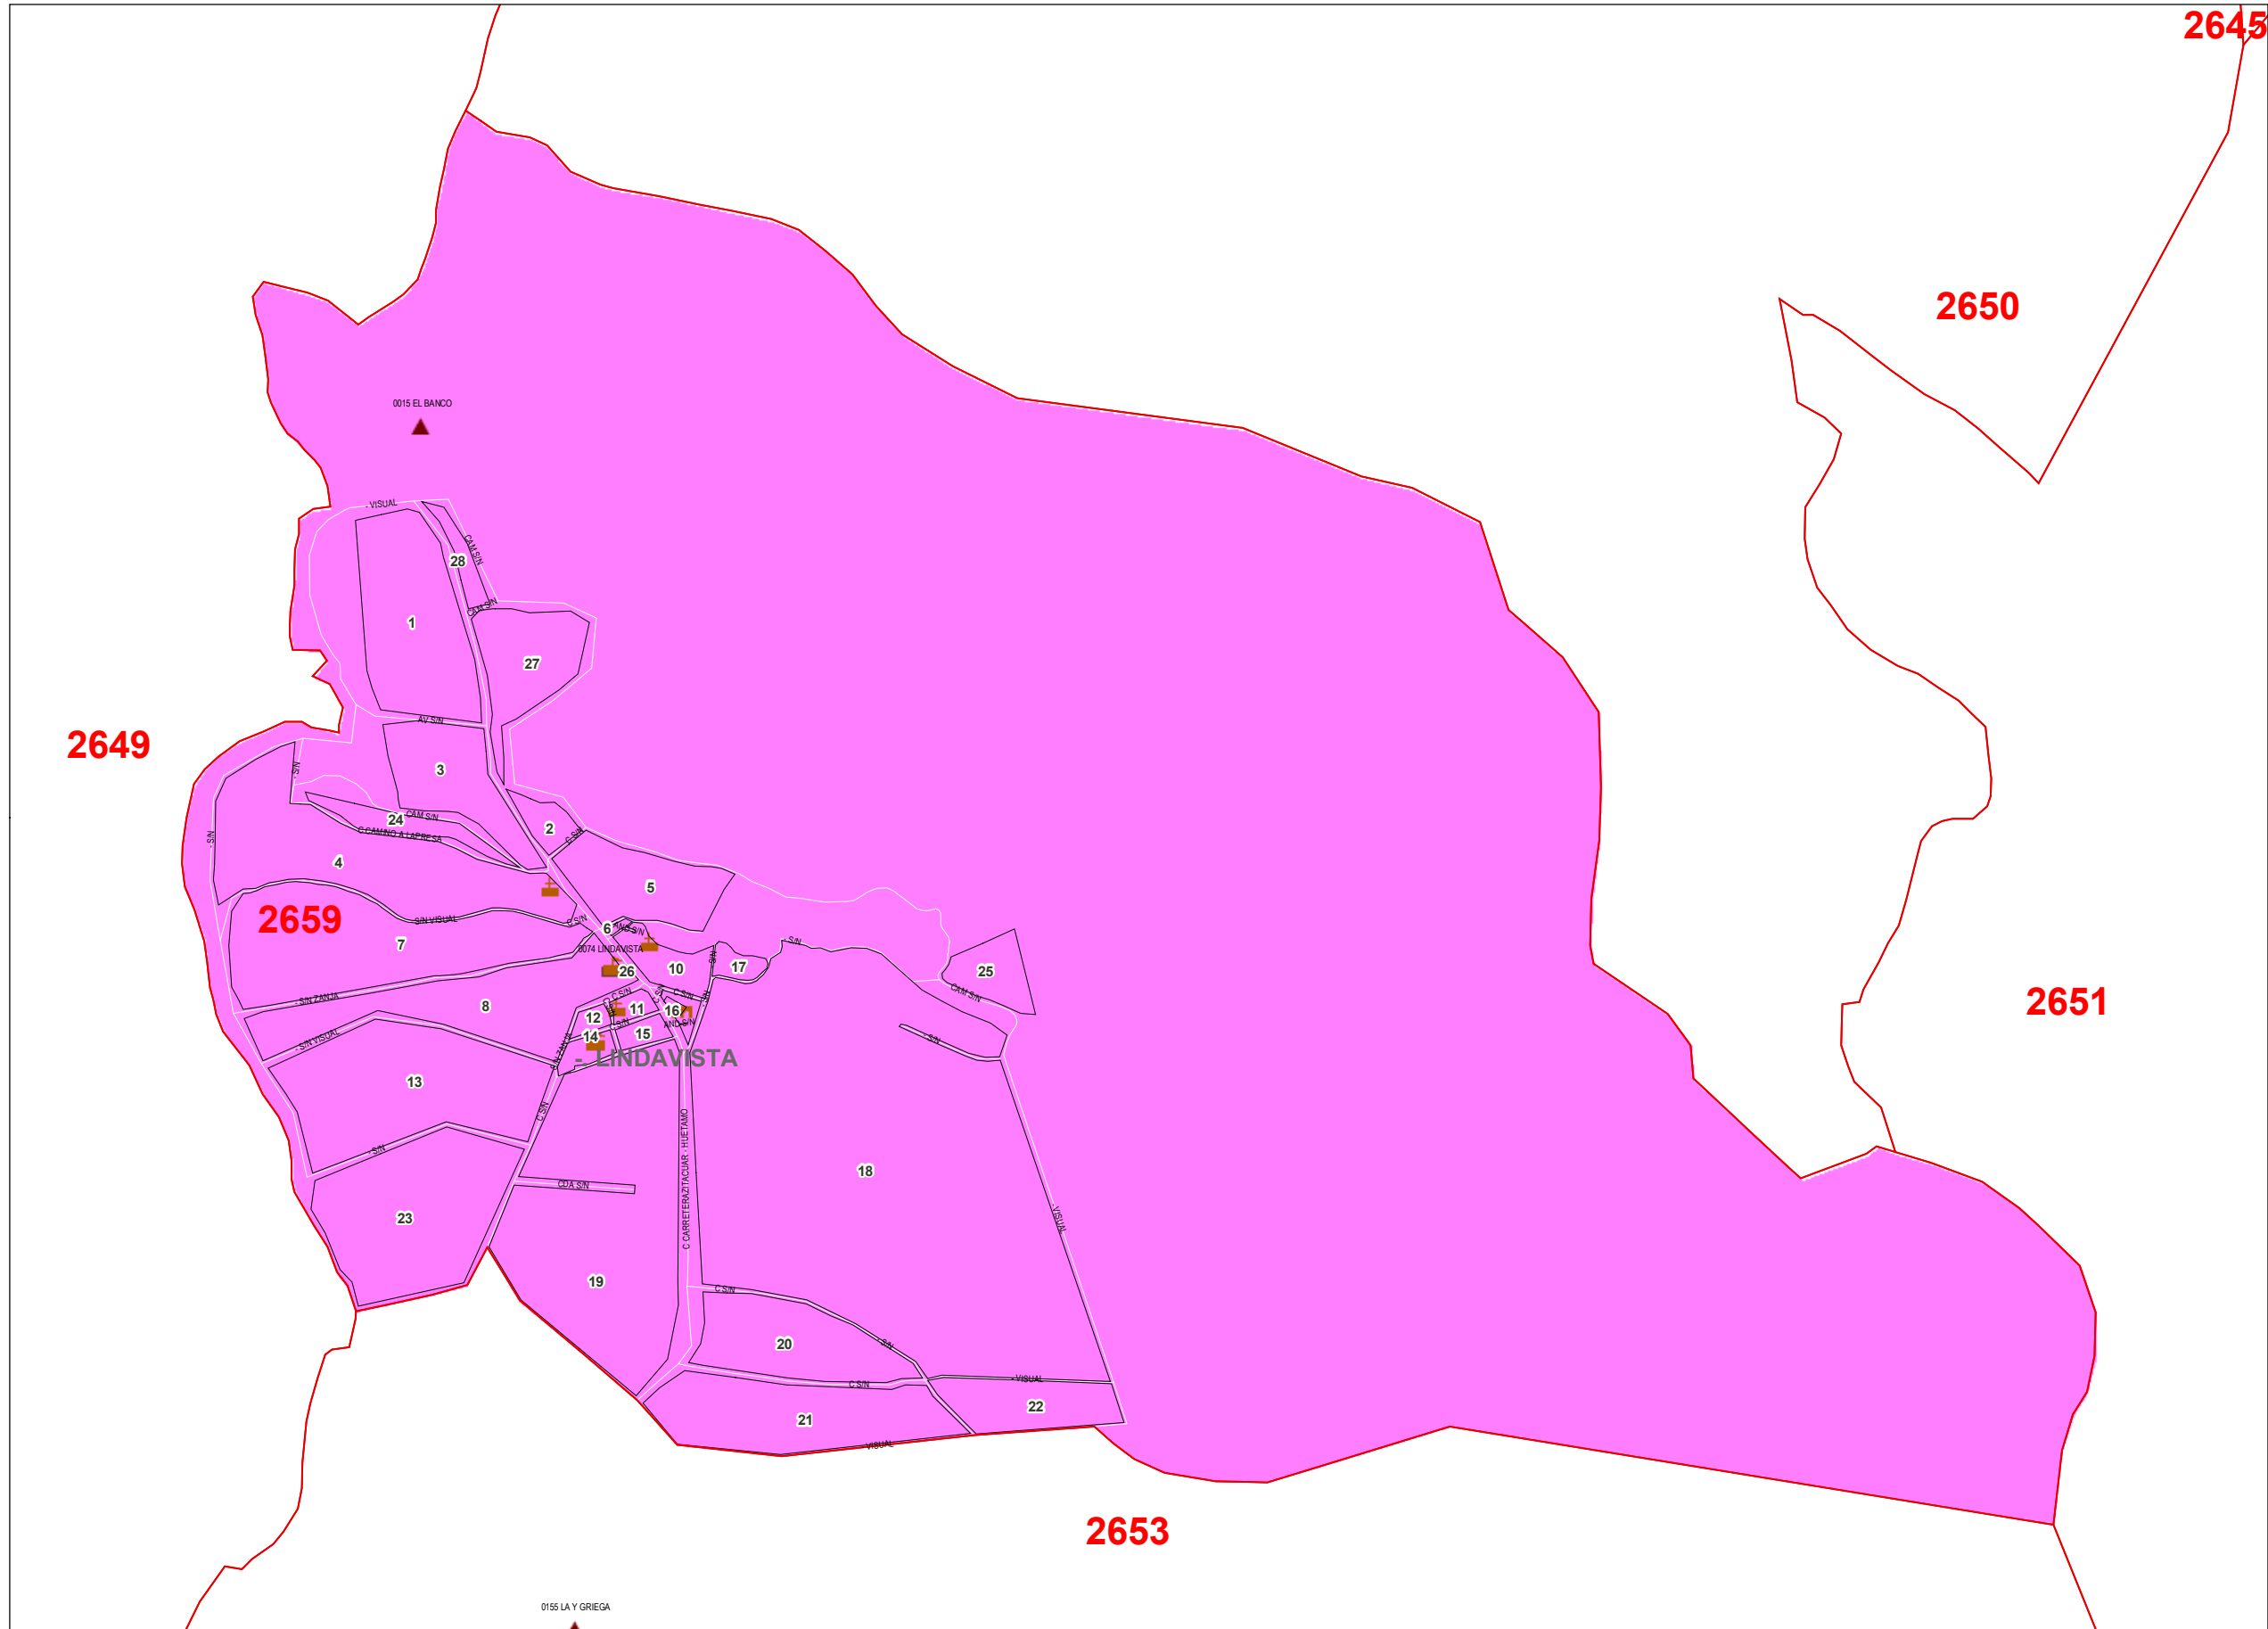 2645
2650
0015 EL BANCO
- VISUAL
CAM S/N
28
CAM S/N
1
27
AV S/N
2649
3
- S/N
CAM S/N
24
C CAMINO A LA PRESA
2
C S/N
- S/N
4
5
2659
- S/N VISUAL
C S/N
6
AND S/N
7
0074 LINDAVISTA
- S/N
- S/N
26
10
17
25
CAM S/N
- S/N ZANJA
8
C S/N
C S/N
C S/N
C S/N
- S/N
2651
11
16
12
- S/N
AND S/N
14
15
- S/N
- S/N VISUAL
- S/N ZANJA
- LINDAVISTA
13
C S/N
C CARRETERA ZITACUAR - HUETAMO
- S/N
18
CDA S/N
- VISUAL
23
19
C S/N
20
- S/N
C S/N
- VISUAL
22
21
- VISUAL
2653
0155 LA Y GRIEGA